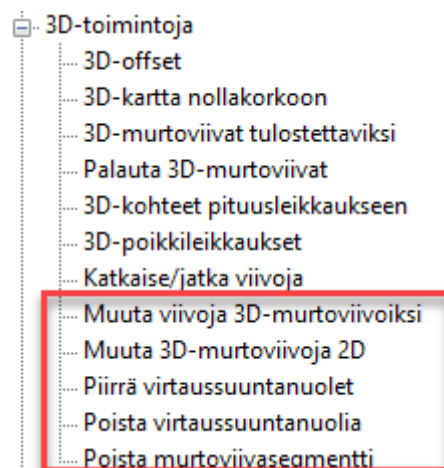 3D-toimintoja
3D-offset
3D-kartta nollakorkoon
3D-murtoviivat tulostettaviksi
Palauta 3D-murtoviivat
3D-kohteet pituusleikkaukseen
3D-poikkileikkaukset
Katkaise/jatka viivoja
Muuta viivoja 3D-murtoviivoiksi
Muuta 3D-murtoviivoja 2D
Piirrä virtaussuuntanuolet
Poista virtaussuuntanuolia
Poista murtoviivasegmentti